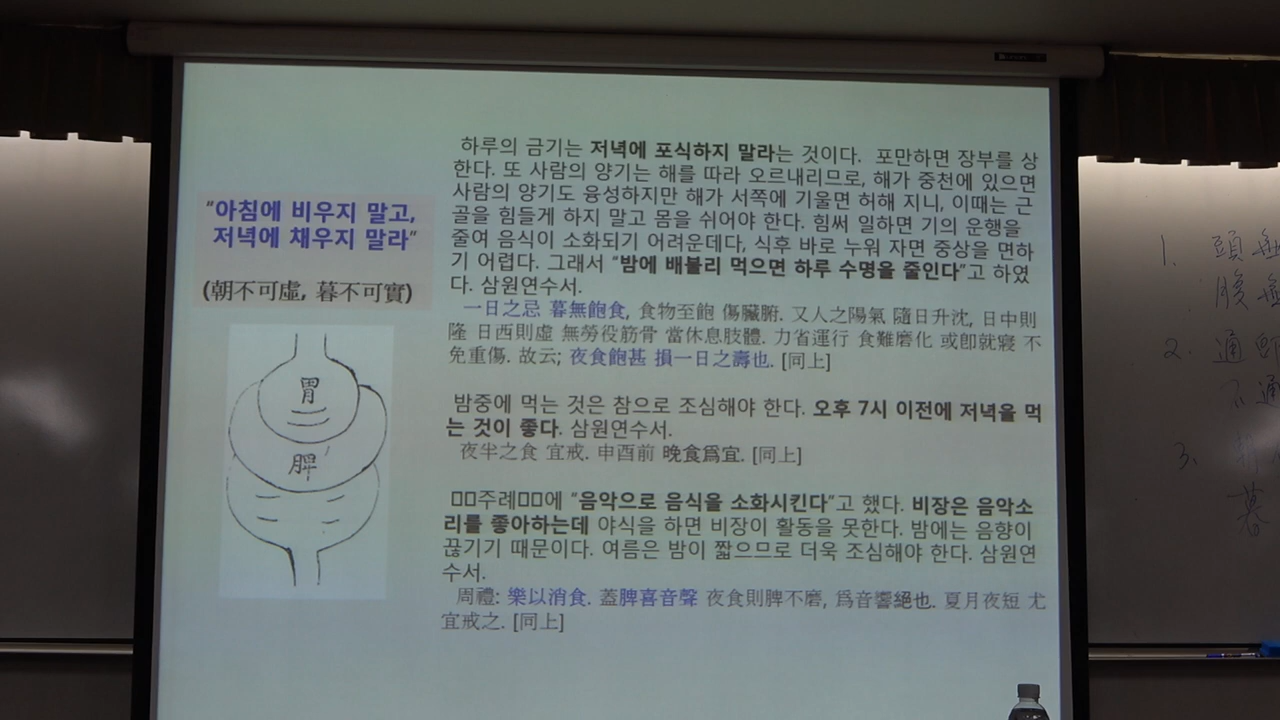 "아침에 비우지 말고,
저녁에 채우지 말라"
(朝不可虛, 暮不可實)
胃
脾
하루의 금기는 저녁에 포식하지 말라는 것이다. 포만하면 장부를 상
한다. 또 사람의 양기는 해를 따라 오르내리므로, 해가 중천에 있으면
사람의 양기도 융성하지만 해가 서쪽에 기울면 허해 지니, 이때는 근
골을 힘들게 하지 말고 몸을 쉬어야 한다. 힘써 일하면 기의 운행을
줄여 음식이 소화되기 어려운데다, 식후 바로 누워 자면 중상을 면하
기 어렵다. 그래서 "밤에 배불리 먹으면 하루 수명을 줄인다"고 하였
다. 삼원연수서.
一日之忌 暮無飽食, 食物至飽 傷臟腑. 又人之陽氣 隨日升沈, 日中則
隆 日西則虛 無勞役筋骨 當休息肢體. 力省運行 食難磨化 或卽就寢 不
免重傷. 故云; 夜食飽甚 損一日之壽也. [同上]
밤중에 먹는 것은 참으로 조심해야 한다. 오후 7시 이전에 저녁을 먹
는 것이 좋다. 삼원연수서.
夜半之食 宜戒. 申酉前 晚食爲宜. [同上]
□□주례□□에 "음악으로 음식을 소화시킨다"고 했다. 비장은 음악소
리를 좋아하는데 야식을 하면 비장이 활동을 못한다. 밤에는 음향이
끊기기 때문이다. 여름은 밤이 짧으므로 더욱 조심해야 한다. 삼원연
수서.
周禮: 樂以消食. 蓋脾喜音聲 夜食則脾不磨, 爲音響絕也. 夏月夜短 尤
宜戒之. [同上]
1. 頭
腹
2. 通
不通
3.
暮